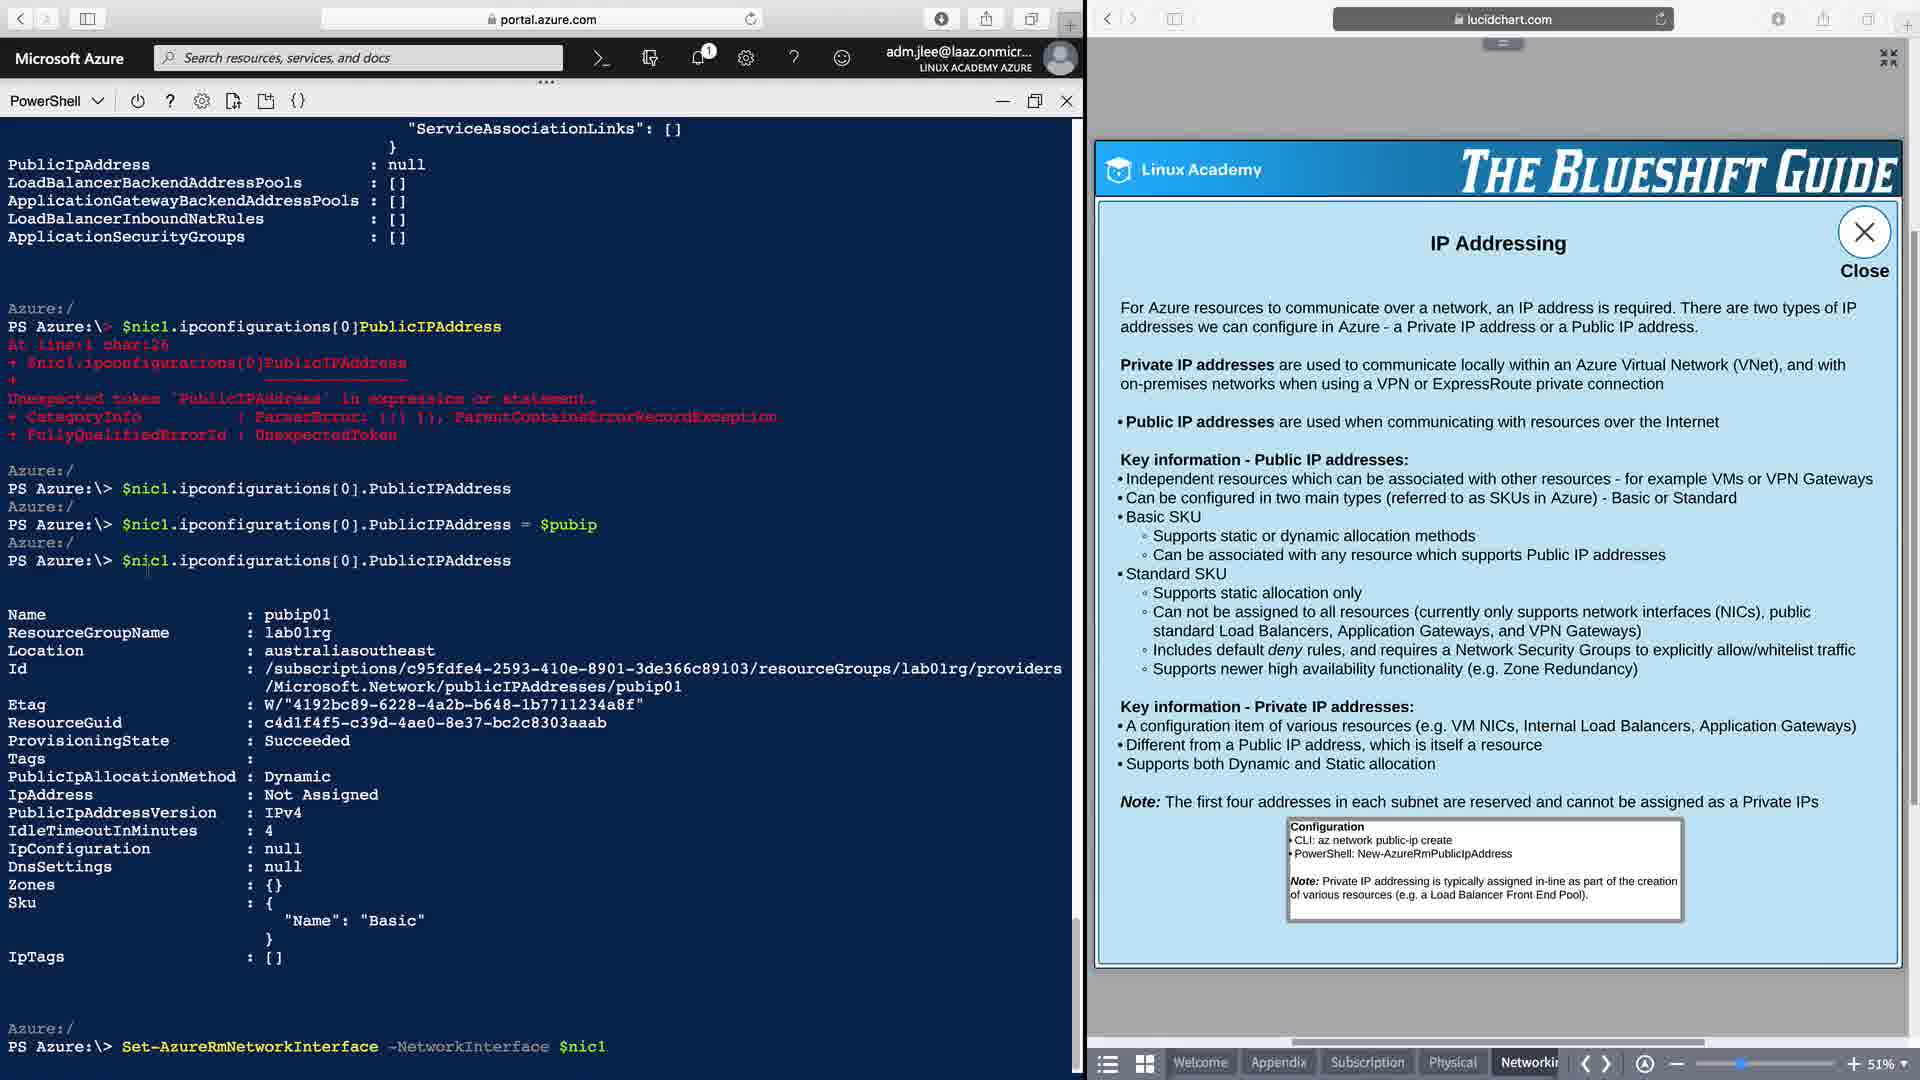 portal.azure.com
lucidchart.com
Microsoft Azure
Search resources, services, and docs
1
adm.jlee@laaz.onmicr...
LINUX ACADEMY AZURE
PowerShell
"ServiceAssociationLinks": []
}
PublicIpAddress : null
LoadBalancerBackendAddressPools : []
ApplicationGatewayBackendAddressPools : []
LoadBalancerInboundNatRules : []
ApplicationSecurityGroups : []
Azure:/
PS Azure:\> $nic1.ipconfigurations[0]PublicIPAddress
At line:1 char:26
+ $nic1.ipconfigurations[0]PublicIPAddress
+ ~~~~~~~~~~~~~~~
Unexpected token 'PublicIPAddress' in expression or statement.
+ CategoryInfo : ParserError: (:) [], ParentContainsErrorRecordException
+ FullyQualifiedErrorId : UnexpectedToken
Azure:/
PS Azure:\> $nic1.ipconfigurations[0].PublicIPAddress
Azure:/
PS Azure:\> $nic1.ipconfigurations[0].PublicIPAddress = $pubip
Azure:/
PS Azure:\> $nic1.ipconfigurations[0].PublicIPAddress
Name : pubip01
ResourceGroupName : lab01rg
Location : australiasoutheast
Id : /subscriptions/c95fdfe4-2593-410e-8901-3de366c89103/resourceGroups/lab01rg/providers
/Microsoft.Network/publicIPAddresses/pubip01
Etag : W/"4192bc89-6228-4a2b-b648-1b7711234a8f"
ResourceGuid : c4d1f4f5-c39d-4ae0-8e37-bc2c8303aaab
ProvisioningState : Succeeded
Tags :
PublicIpAllocationMethod : Dynamic
IpAddress : Not Assigned
PublicIpAddressVersion : IPv4
IdleTimeoutInMinutes : 4
IpConfiguration : null
DnsSettings : null
Zones : {}
Sku : {
"Name": "Basic"
}
IpTags : []
Azure:/
PS Azure:\> Set-AzureRmNetworkInterface -NetworkInterface $nic1
Linux Academy
THE BLUESHIFT GUIDE
IP Addressing
Close
For Azure resources to communicate over a network, an IP address is required. There are two types of IP
addresses we can configure in Azure - a Private IP address or a Public IP address.
Private IP addresses are used to communicate locally within an Azure Virtual Network (VNet), and with
on-premises networks when using a VPN or ExpressRoute private connection
• Public IP addresses are used when communicating with resources over the Internet
Key information - Public IP addresses:
• Independent resources which can be associated with other resources - for example VMs or VPN Gateways
• Can be configured in two main types (referred to as SKUs in Azure) - Basic or Standard
• Basic SKU
◦ Supports static or dynamic allocation methods
◦ Can be associated with any resource which supports Public IP addresses
• Standard SKU
◦ Supports static allocation only
◦ Can not be assigned to all resources (currently only supports network interfaces (NICs), public
standard Load Balancers, Application Gateways, and VPN Gateways)
◦ Includes default deny rules, and requires a Network Security Groups to explicitly allow/whitelist traffic
◦ Supports newer high availability functionality (e.g. Zone Redundancy)
Key information - Private IP addresses:
• A configuration item of various resources (e.g. VM NICs, Internal Load Balancers, Application Gateways)
• Different from a Public IP address, which is itself a resource
• Supports both Dynamic and Static allocation
Note: The first four addresses in each subnet are reserved and cannot be assigned as a Private IPs
Configuration
• CLI: az network public-ip create
• PowerShell: New-AzureRmPublicIpAddress
Note: Private IP addressing is typically assigned in-line as part of the creation
of various resources (e.g. a Load Balancer Front End Pool).
Welcome
Appendix
Subscription
Physical
Networkin
51%